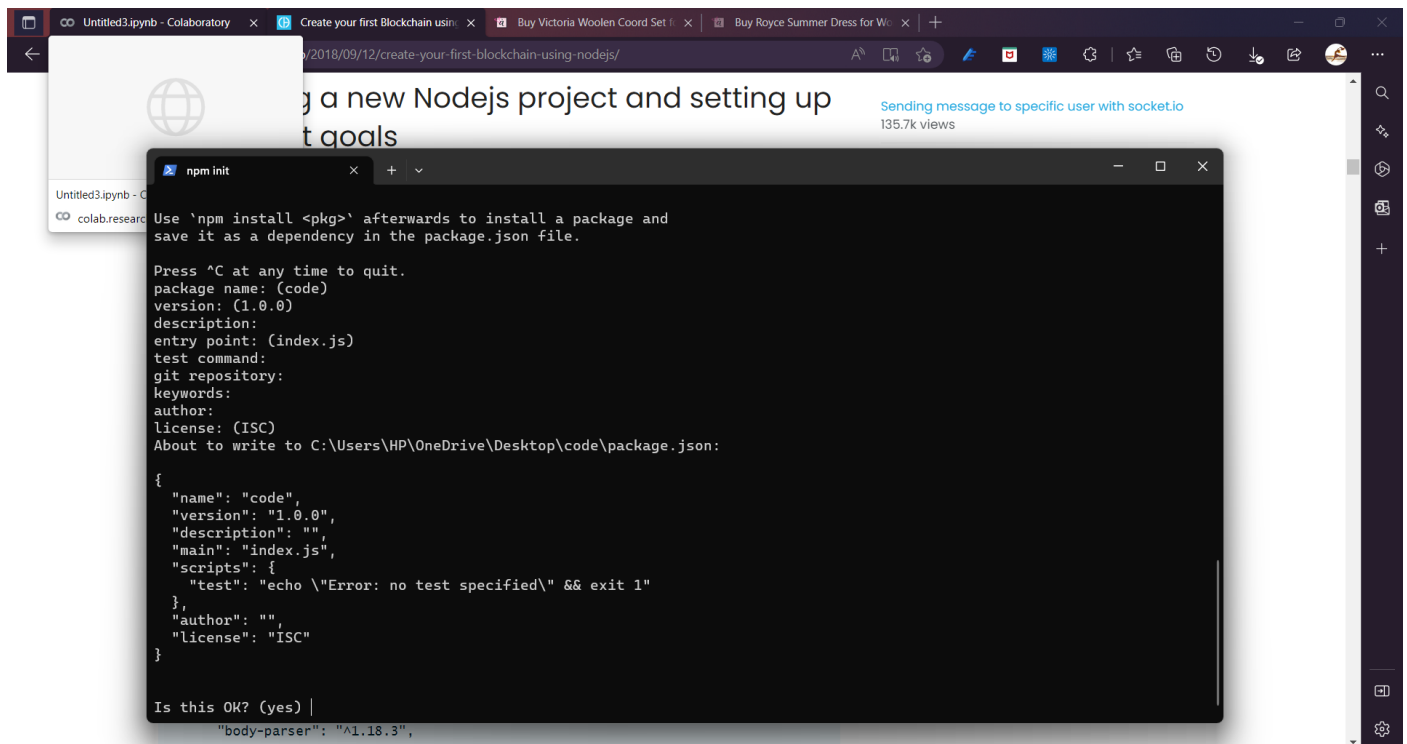 Untitled3.ipynb - Colaboratory
Create your first Blockchain using
Buy Victoria Woolen Coord Set f
Buy Royce Summer Dress for Wo
/2018/09/12/create-your-first-blockchain-using-nodejs/
g a new Nodejs project and setting up
t goals
Sending message to specific user with socket.io
135.7k views
Untitled3.ipynb - C
colab.researc
npm init
Use `npm install <pkg>` afterwards to install a package and
save it as a dependency in the package.json file.
Press ^C at any time to quit.
package name: (code)
version: (1.0.0)
description:
entry point: (index.js)
test command:
git repository:
keywords:
author:
license: (ISC)
About to write to C:\Users\HP\OneDrive\Desktop\code\package.json:
{
"name": "code",
"version": "1.0.0",
"description": "",
"main": "index.js",
"scripts": {
"test": "echo \"Error: no test specified\" && exit 1"
},
"author": "",
"license": "ISC"
}
Is this OK? (yes)
"body-parser": "^1.18.3",